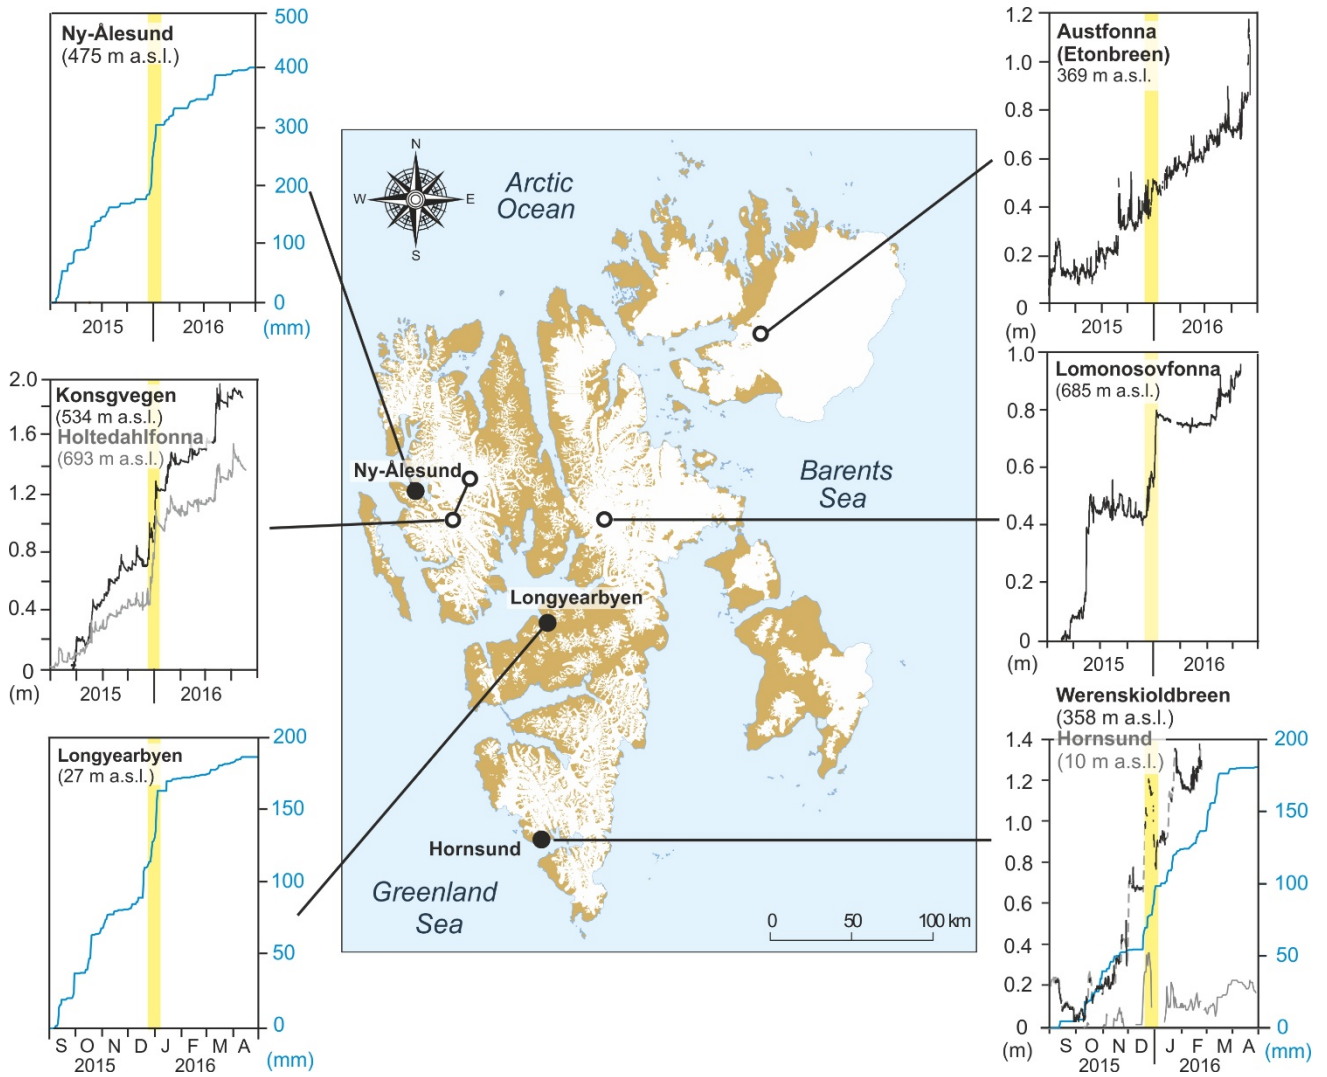 Ny-Ålesund
(475 m a.s.l.)
500
400
300
200
100
0
(mm)
2015
2016
2.0
1.6
1.2
0.8
0.4
0
(m)
Konsgvegen
(534 m a.s.l.)
Holtedahlfonna
(693 m a.s.l.)
2015
2016
Longyearbyen
(27 m a.s.l.)
200
150
100
50
0
(mm)
S O N D J F M A
2015 2016
N
W E
S
Arctic
Ocean
Barents
Sea
Ny-Ålesund
Longyearbyen
Hornsund
Greenland
Sea
0 50 100 km
Austfonna
(Etonbreen)
369 m a.s.l.
1.2
1.0
0.8
0.6
0.4
0.2
0
(m)
2015
2016
Lomonosovfonna
(685 m a.s.l.)
1.0
0.8
0.6
0.4
0.2
0
(m)
2015
2016
Werenskioldbreen
(358 m a.s.l.)
Hornsund
(10 m a.s.l.)
1.4
1.2
1.0
0.8
0.6
0.4
0.2
0
(m)
200
150
100
50
0
(mm)
S O N D J F M A
2015 2016